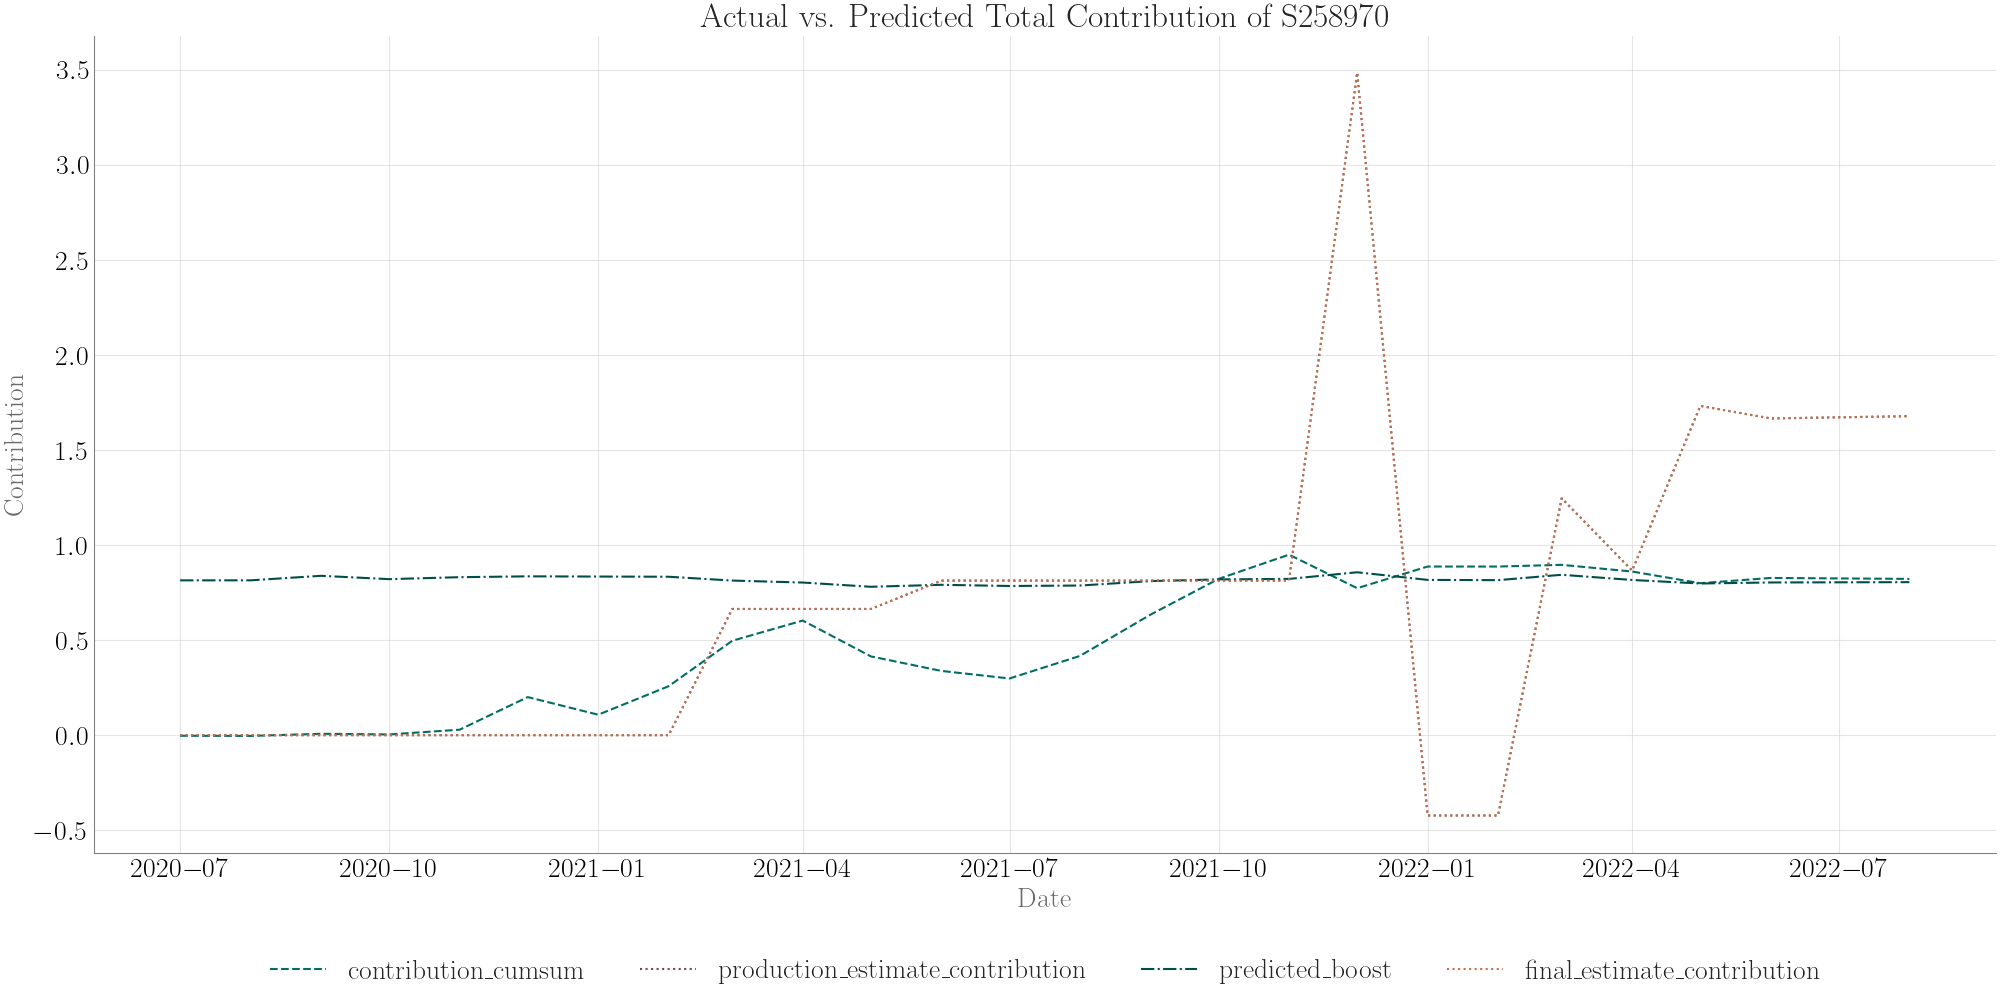 Actual vs. Predicted Total Contribution of S258970
3.5
3.0
2.5
2.0
1.5
1.0
0.5
0.0
−0.5
Contribution
2020−07 2020−10 2021−01 2021−04 2021−07 2021−10 2022−01 2022−04 2022−07
Date
contribution_cumsum production_estimate_contribution predicted_boost final_estimate_contribution